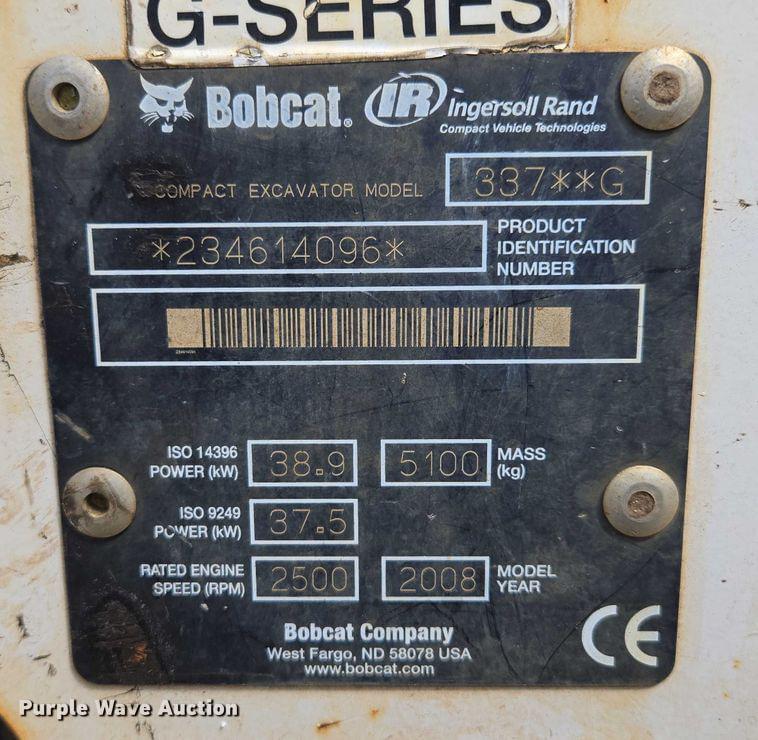 G-SERIES
Bobcat® IR Ingersoll Rand
Compact Vehicle Technologies
COMPACT EXCAVATOR MODEL 337**G
*234614096* PRODUCT
IDENTIFICATION
NUMBER
ISO 14396
POWER (kW) 38.9 5100 MASS
(kg)
ISO 9249
POWER (kW) 37.5
RATED ENGINE
SPEED (RPM) 2500 2008 MODEL
YEAR
Bobcat Company
West Fargo, ND 58078 USA
www.bobcat.com
CE
Purple Wave Auction